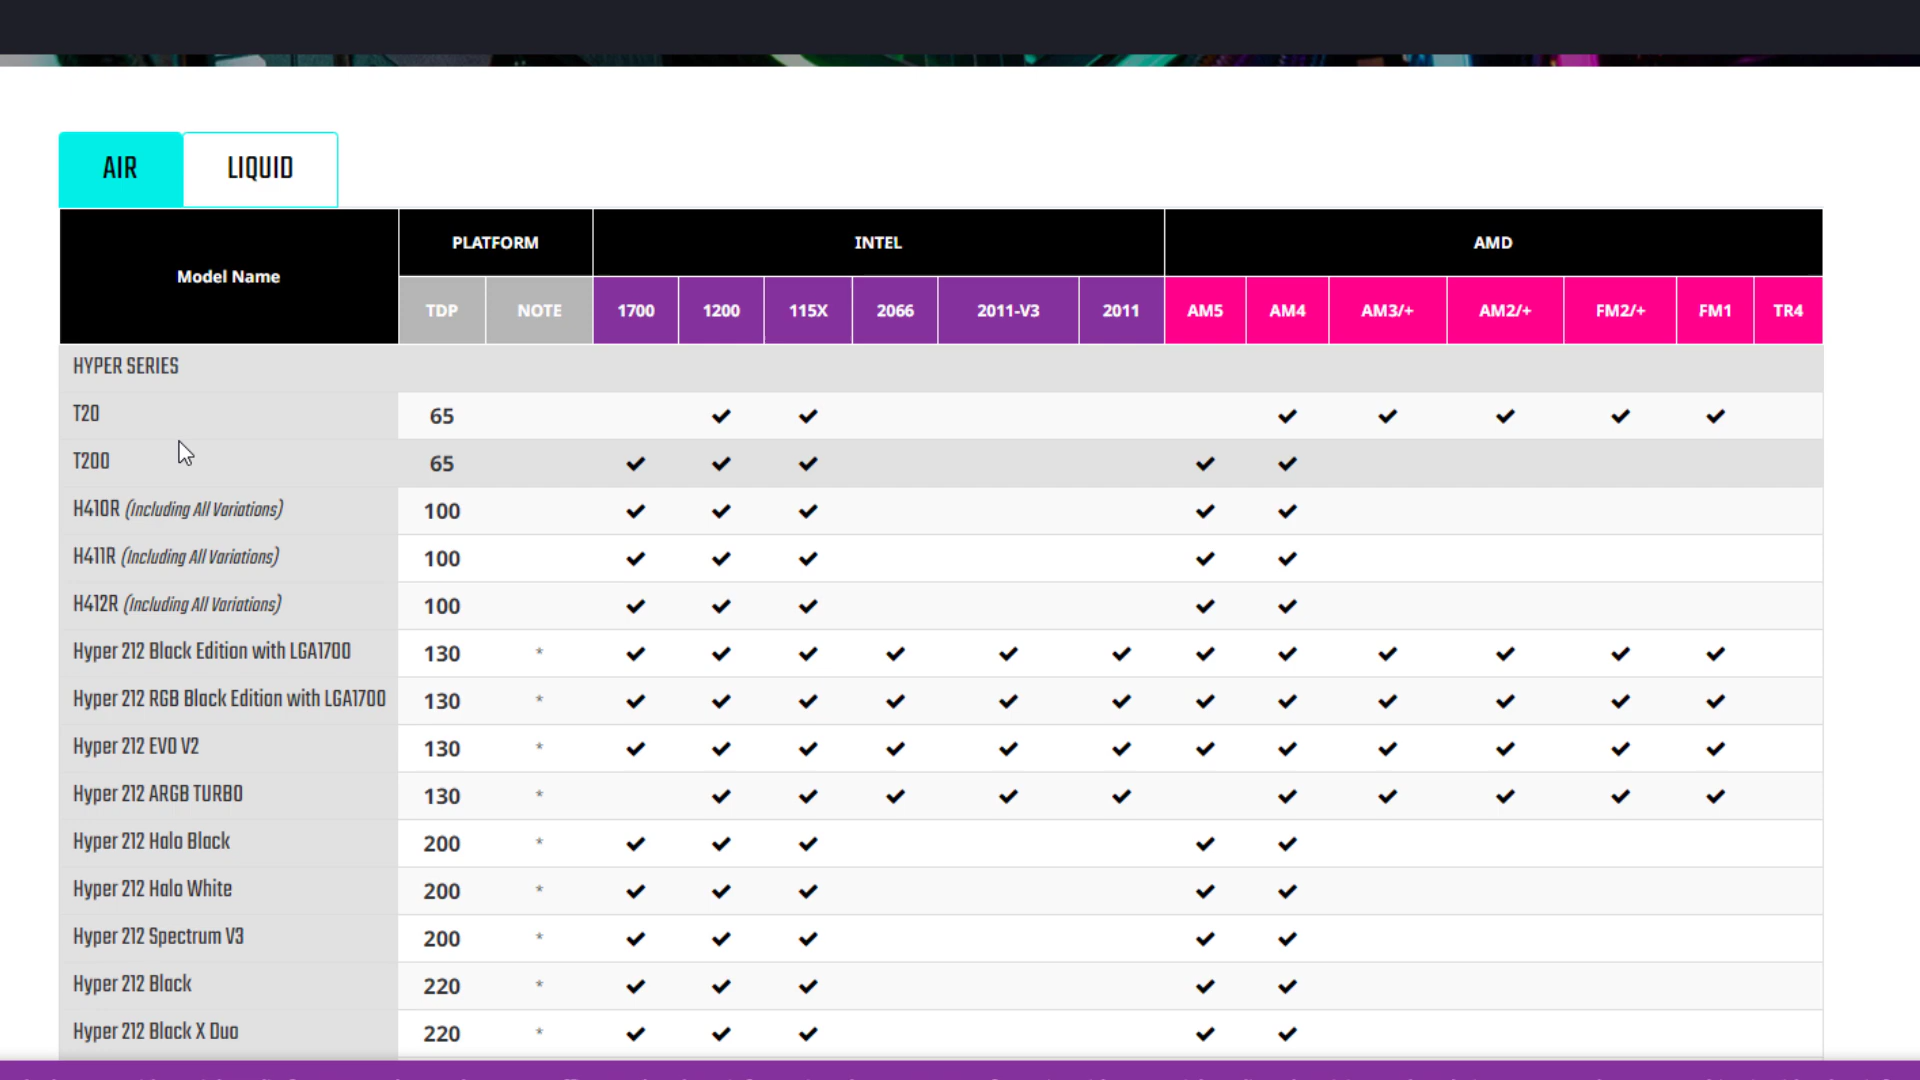 AIR
LIQUID
Model Name
PLATFORM
INTEL
AMD
TDP
NOTE
1700
1200
115X
2066
2011-V3
2011
AM5
AM4
AM3/+
AM2/+
FM2/+
FM1
TR4
HYPER SERIES
T20 65 ✓ ✓ ✓ ✓ ✓ ✓ ✓
T200 65 ✓ ✓ ✓ ✓ ✓
H410R (Including All Variations) 100 ✓ ✓ ✓ ✓ ✓
H411R (Including All Variations) 100 ✓ ✓ ✓ ✓ ✓
H412R (Including All Variations) 100 ✓ ✓ ✓ ✓ ✓
Hyper 212 Black Edition with LGA1700 130 * ✓ ✓ ✓ ✓ ✓ ✓ ✓ ✓ ✓ ✓ ✓ ✓
Hyper 212 RGB Black Edition with LGA1700 130 * ✓ ✓ ✓ ✓ ✓ ✓ ✓ ✓ ✓ ✓ ✓ ✓
Hyper 212 EVO V2 130 * ✓ ✓ ✓ ✓ ✓ ✓ ✓ ✓ ✓ ✓ ✓ ✓
Hyper 212 ARGB TURBO 130 * ✓ ✓ ✓ ✓ ✓ ✓ ✓ ✓ ✓ ✓
Hyper 212 Halo Black 200 * ✓ ✓ ✓ ✓ ✓
Hyper 212 Halo White 200 * ✓ ✓ ✓ ✓ ✓
Hyper 212 Spectrum V3 200 * ✓ ✓ ✓ ✓ ✓
Hyper 212 Black 220 * ✓ ✓ ✓ ✓ ✓
Hyper 212 Black X Duo 220 * ✓ ✓ ✓ ✓ ✓